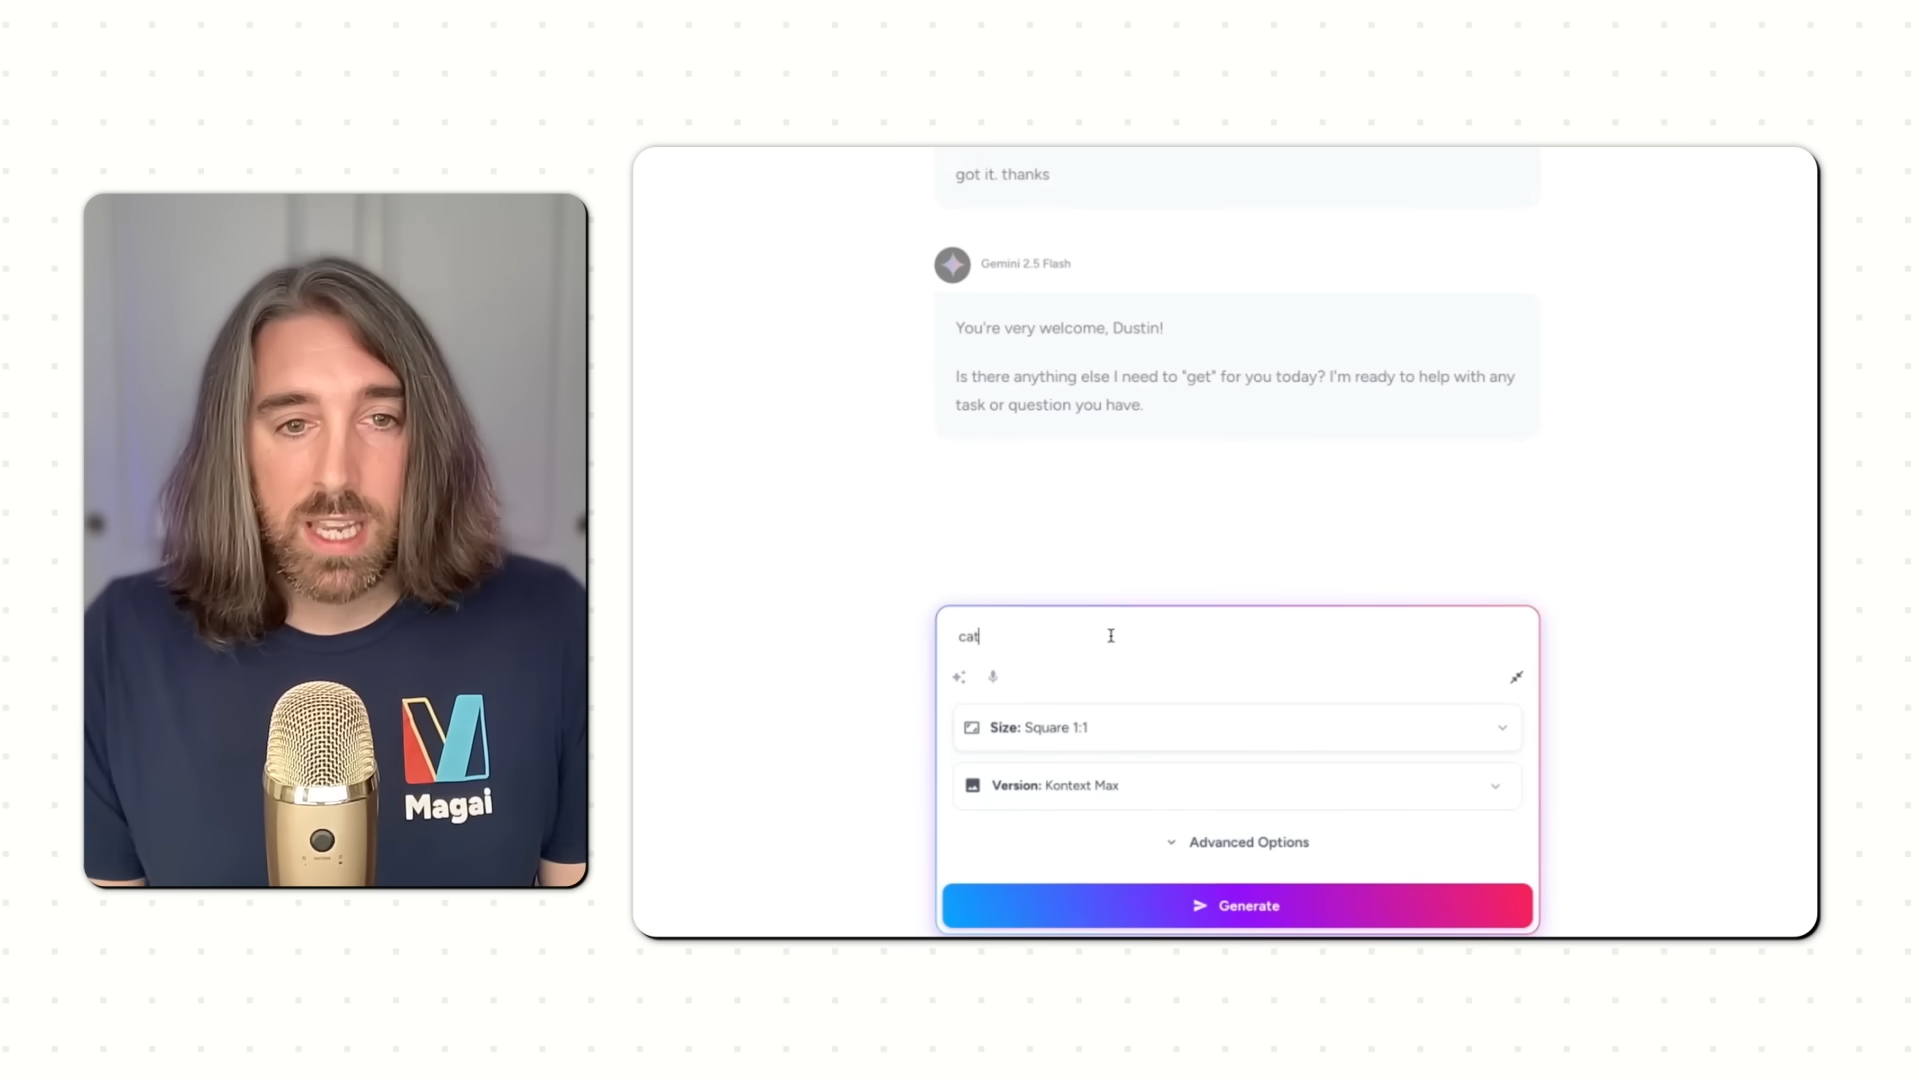 Magai
got it. thanks
Gemini 2.5 Flash
You're very welcome, Dustin!
Is there anything else I need to "get" for you today? I'm ready to help with any
task or question you have.
cat
Size: Square 1:1
Version: Kontext Max
Advanced Options
Generate